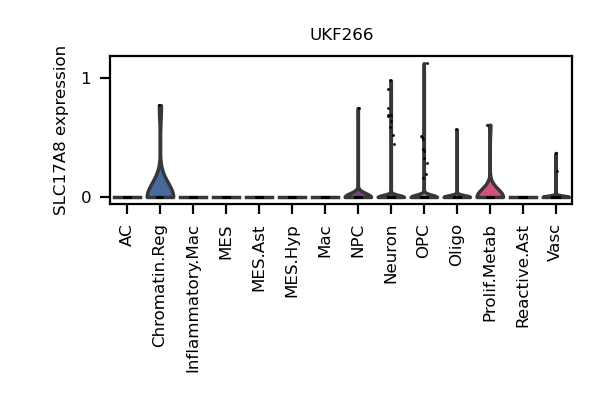 UKF266
SLC17A8 expression
1
0
AC
Chromatin.Reg
Inflammatory.Mac
MES
MES.Ast
MES.Hyp
Mac
NPC
Neuron
OPC
Oligo
Prolif.Metab
Reactive.Ast
Vasc